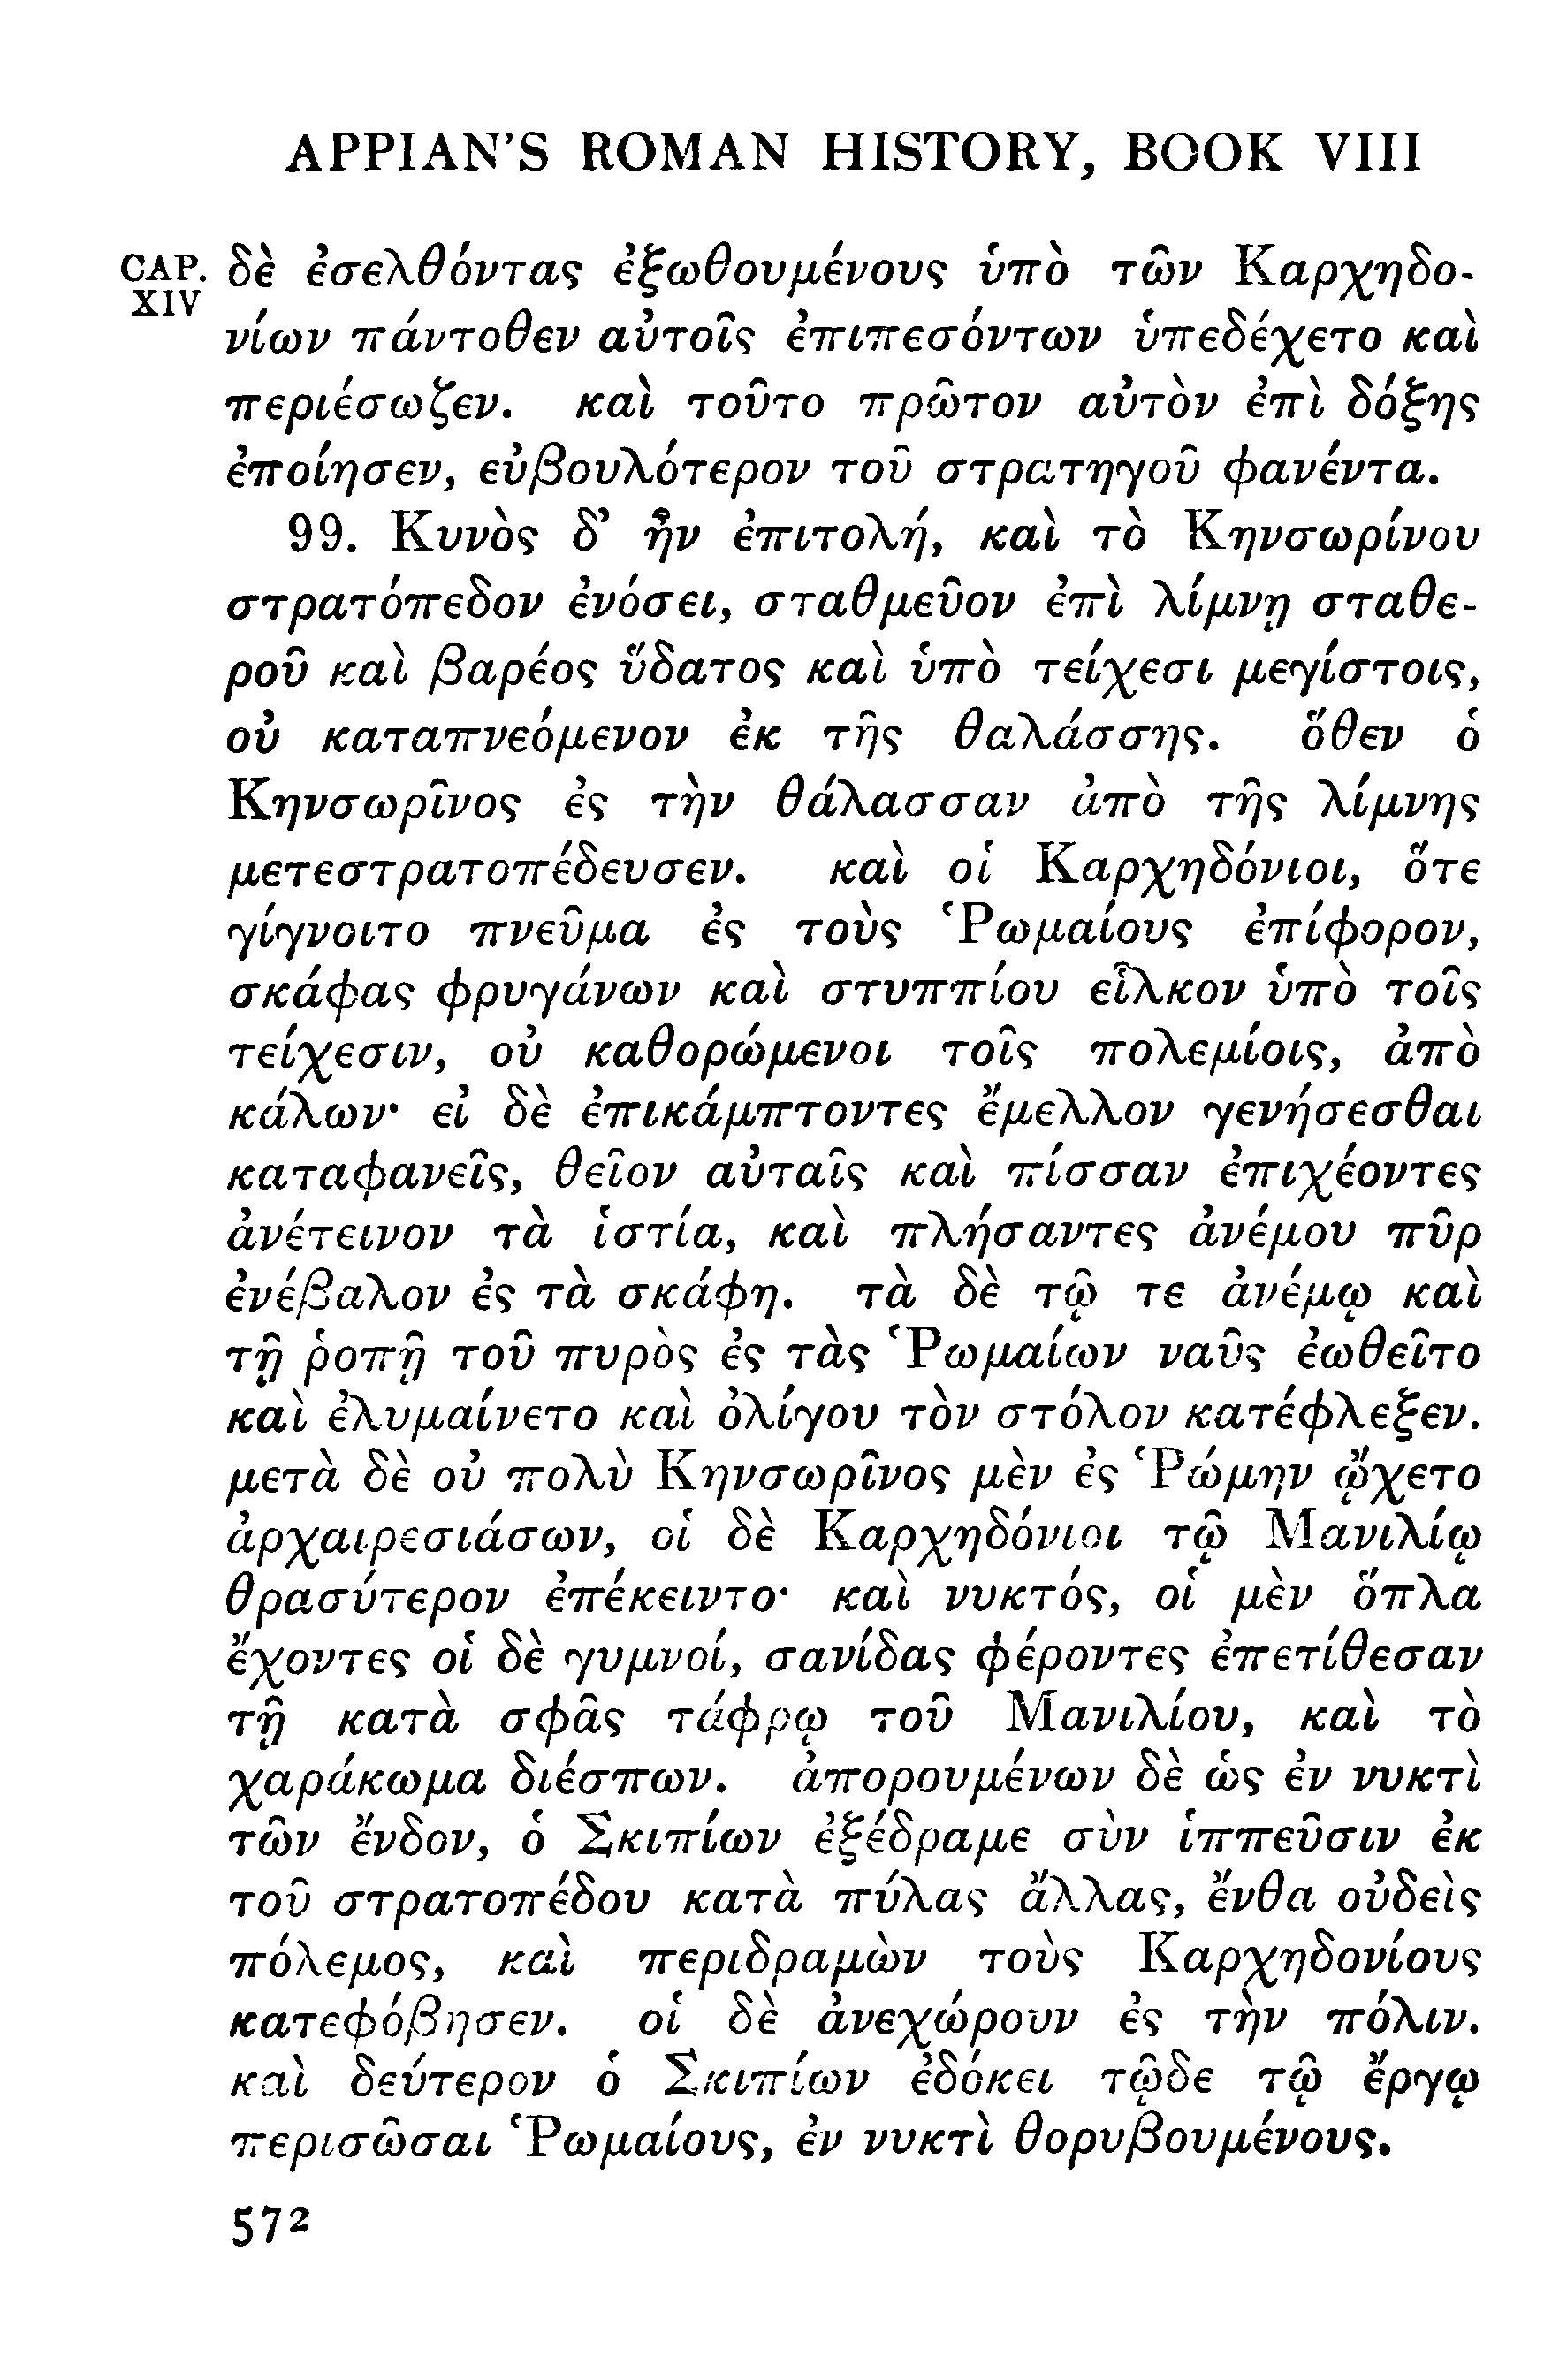 APPIAN'S ROMAN HISTORY, BOOK VIII
CAP. XIV
δὲ ἐσελθόντας ἐξωθουμένους ὑπὸ τῶν Καρχηδο-
νίων πάντοθεν αὐτοῖς ἐπιπεσόντων ὑπεδέχετο καὶ
περιέσωζεν. καὶ τοῦτο πρῶτον αὐτὸν ἐπὶ δόξης
ἐποίησεν, εὐβουλότερον τοῦ στρατηγοῦ φανέντα.
99. Κυνὸς δ' ἦν ἐπιτολή, καὶ τὸ Κηνσωρίνου
στρατόπεδον ἐνόσει, σταθμεῦον ἐπὶ λίμνῃ σταθε-
ροῦ καὶ βαρέος ὕδατος καὶ ὑπὸ τείχεσι μεγίστοις,
οὐ καταπνεόμενον ἐκ τῆς θαλάσσης. ὅθεν ὁ
Κηνσωρῖνος ἐς τὴν θάλασσαν ἀπὸ τῆς λίμνης
μετεστρατοπέδευσεν. καὶ οἱ Καρχηδόνιοι, ὅτε
γίγνοιτο πνεῦμα ἐς τοὺς Ῥωμαίους ἐπίφορον,
σκάφας φρυγάνων καὶ στυππίου εἷλκον ὑπὸ τοῖς
τείχεσιν, οὐ καθορώμενοι τοῖς πολεμίοις, ἀπὸ
κάλων· εἰ δὲ ἐπικάμπτοντες ἔμελλον γενήσεσθαι
καταφανεῖς, θεῖον αὐταῖς καὶ πίσσαν ἐπιχέοντες
ἀνέτεινον τὰ ἱστία, καὶ πλήσαντες ἀνέμου πῦρ
ἐνέβαλον ἐς τὰ σκάφη. τὰ δὲ τῷ τε ἀνέμῳ καὶ
τῇ ῥοπῇ τοῦ πυρὸς ἐς τὰς Ῥωμαίων ναῦς ἐωθεῖτο
καὶ ἐλυμαίνετο καὶ ὀλίγου τὸν στόλον κατέφλεξεν.
μετὰ δὲ οὐ πολὺ Κηνσωρῖνος μὲν ἐς Ῥώμην ᾤχετο
ἀρχαιρεσιάσων, οἱ δὲ Καρχηδόνιοι τῷ Μανιλίῳ
θρασύτερον ἐπέκειντο· καὶ νυκτός, οἱ μὲν ὅπλα
ἔχοντες οἱ δὲ γυμνοί, σανίδας φέροντες ἐπετίθεσαν
τῇ κατὰ σφᾶς τάφρῳ τοῦ Μανιλίου, καὶ τὸ
χαράκωμα διέσπων. ἀπορουμένων δὲ ὡς ἐν νυκτὶ
τῶν ἔνδον, ὁ Σκιπίων ἐξέδραμε σὺν ἱππεῦσιν ἐκ
τοῦ στρατοπέδου κατὰ πύλας ἄλλας, ἔνθα οὐδεὶς
πόλεμος, καὶ περιδραμὼν τοὺς Καρχηδονίους
κατεφόβησεν. οἱ δὲ ἀνεχώρουν ἐς τὴν πόλιν.
καὶ δεύτερον ὁ Σκιπίων ἐδόκει τῷδε τῷ ἔργῳ
περισῶσαι Ῥωμαίους, ἐν νυκτὶ θορυβουμένους.
572